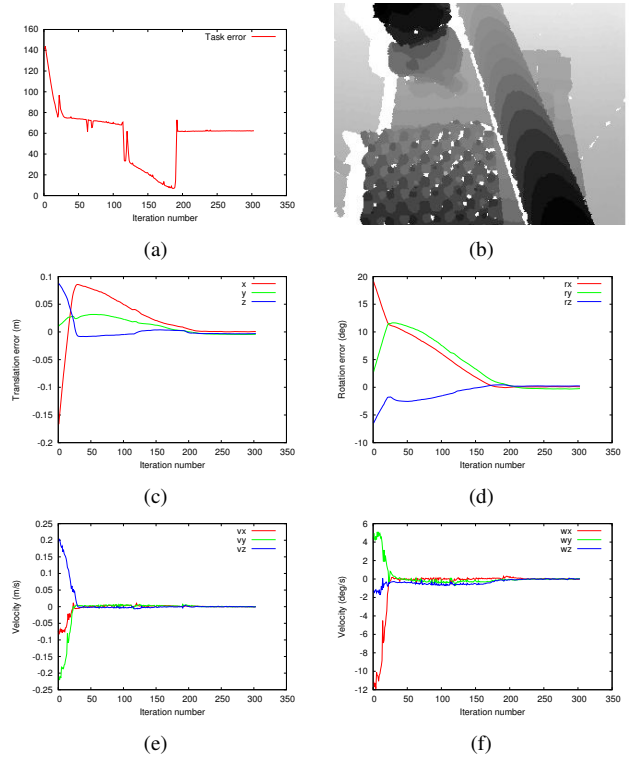 160
140
120
100
80
60
40
20
0
Task error
0 50 100 150 200 250 300 350
Iteration number
(a)
(b)
0.1
0.05
0
-0.05
-0.1
-0.15
-0.2
Translation error (m)
x
y
z
0 50 100 150 200 250 300 350
Iteration number
(c)
20
15
10
5
0
-5
-10
Rotation error (deg)
rx
ry
rz
0 50 100 150 200 250 300 350
Iteration number
(d)
0.25
0.2
0.15
0.1
0.05
0
-0.05
-0.1
-0.15
-0.2
-0.25
Velocity (m/s)
vx
vy
vz
0 50 100 150 200 250 300 350
Iteration number
(e)
6
4
2
0
-2
-4
-6
-8
-10
-12
Velocity (deg/s)
wx
wy
wz
0 50 100 150 200 250 300 350
Iteration number
(f)